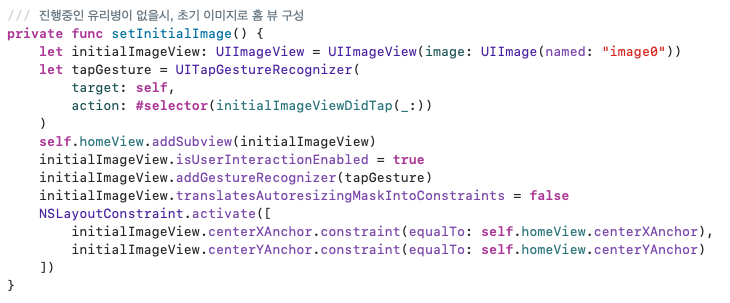 /// 진행중인 유리병이 없을시, 초기 이미지로 홈 뷰 구성
private func setInitialImage() {
    let initialImageView: UIImageView = UIImageView(image: UIImage(named: "image0"))
    let tapGesture = UITapGestureRecognizer(
        target: self,
        action: #selector(initialImageViewDidTap(_:))
    )
    self.homeView.addSubview(initialImageView)
    initialImageView.isUserInteractionEnabled = true
    initialImageView.addGestureRecognizer(tapGesture)
    initialImageView.translatesAutoresizingMaskIntoConstraints = false
    NSLayoutConstraint.activate([
        initialImageView.centerXAnchor.constraint(equalTo: self.homeView.centerXAnchor),
        initialImageView.centerYAnchor.constraint(equalTo: self.homeView.centerYAnchor)
    ])
}